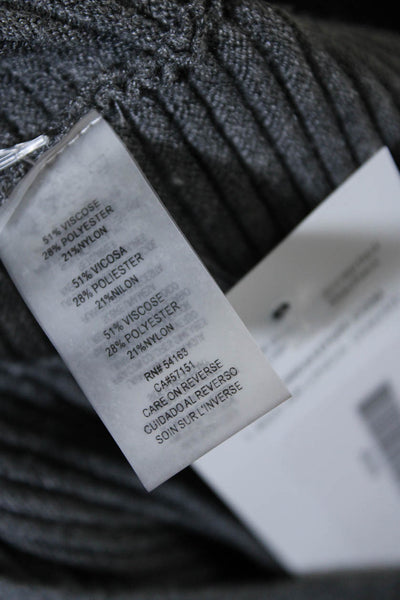 51% VISCOSE
28% POLYESTER
21%NYLON
51% VICOSA
28% POLIESTER
21%NILON
51% VISCOSE
28% POLYESTER
21%NYLON
RN# 54163
CA#57151
CARE ON REVERSE
CUIDADO AL REVERSO
SOIN SUR L'INVERSE